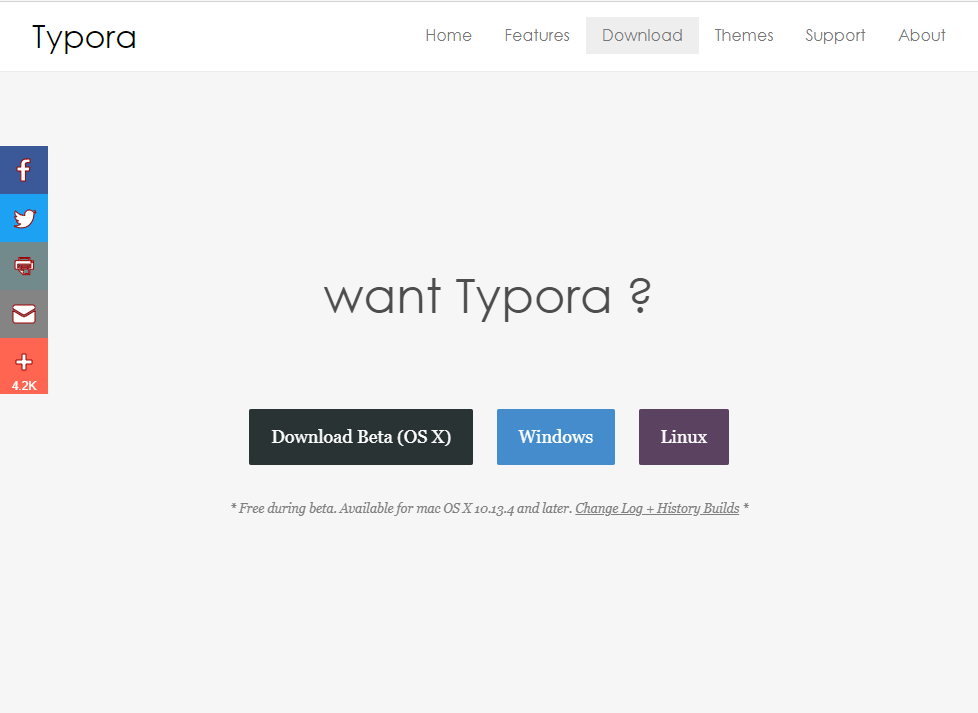 Typora
Home Features Download Themes Support About
want Typora ?
4.2K
Download Beta (OS X) Windows Linux
* Free during beta. Available for mac OS X 10.13.4 and later. Change Log + History Builds *